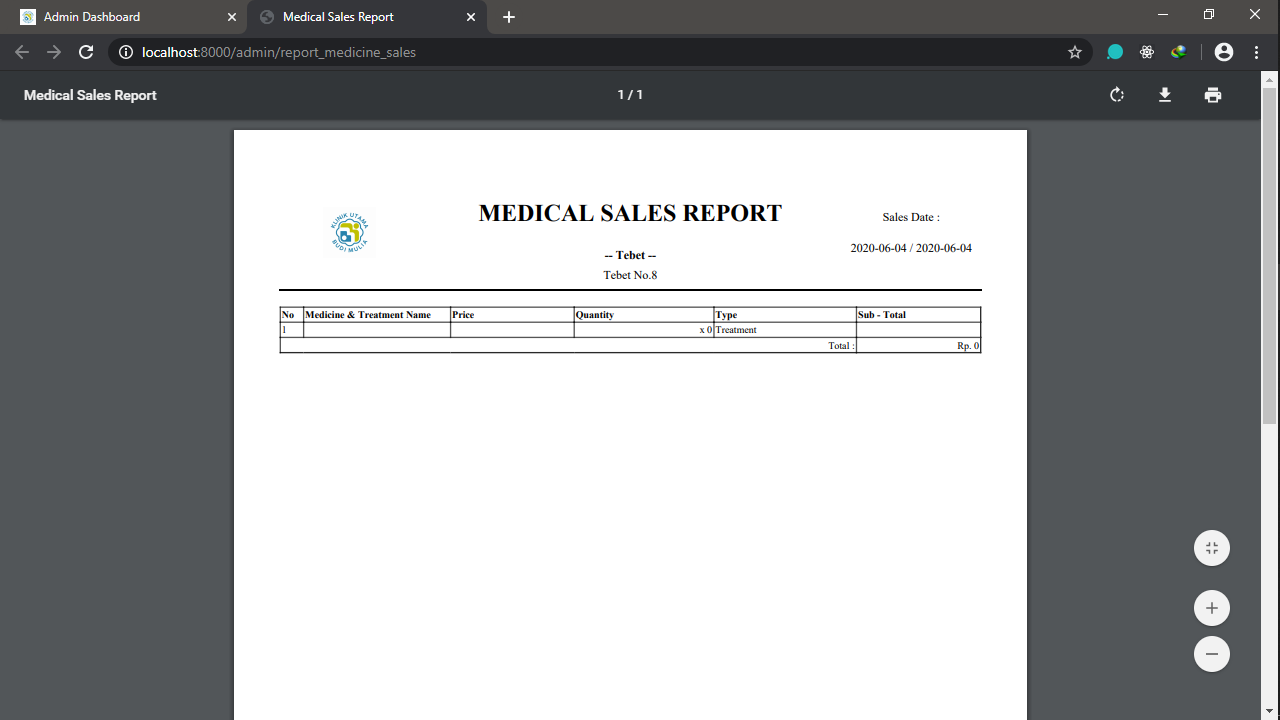 Admin Dashboard
Medical Sales Report
localhost:8000/admin/report_medicine_sales
Medical Sales Report
1 / 1
KLINIK UTAMA
BUDI MULIA
MEDICAL SALES REPORT
Sales Date :
-- Tebet --
2020-06-04 / 2020-06-04
Tebet No.8
No Medicine & Treatment Name Price Quantity Type Sub - Total
1 x 0 Treatment
Total : Rp. 0